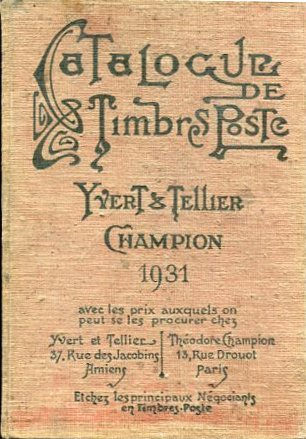 Catalogue
de
Timbres Poste
Yvert & Tellier
Champion
1931
avec les prix auxquels on
peut se les procurer chez
Yvert et Tellier
37, Rue des Jacobins
Amiens
Théodore Champion
13, Rue Drouot
Paris
Et chez les principaux Négociants
en Timbres-Poste